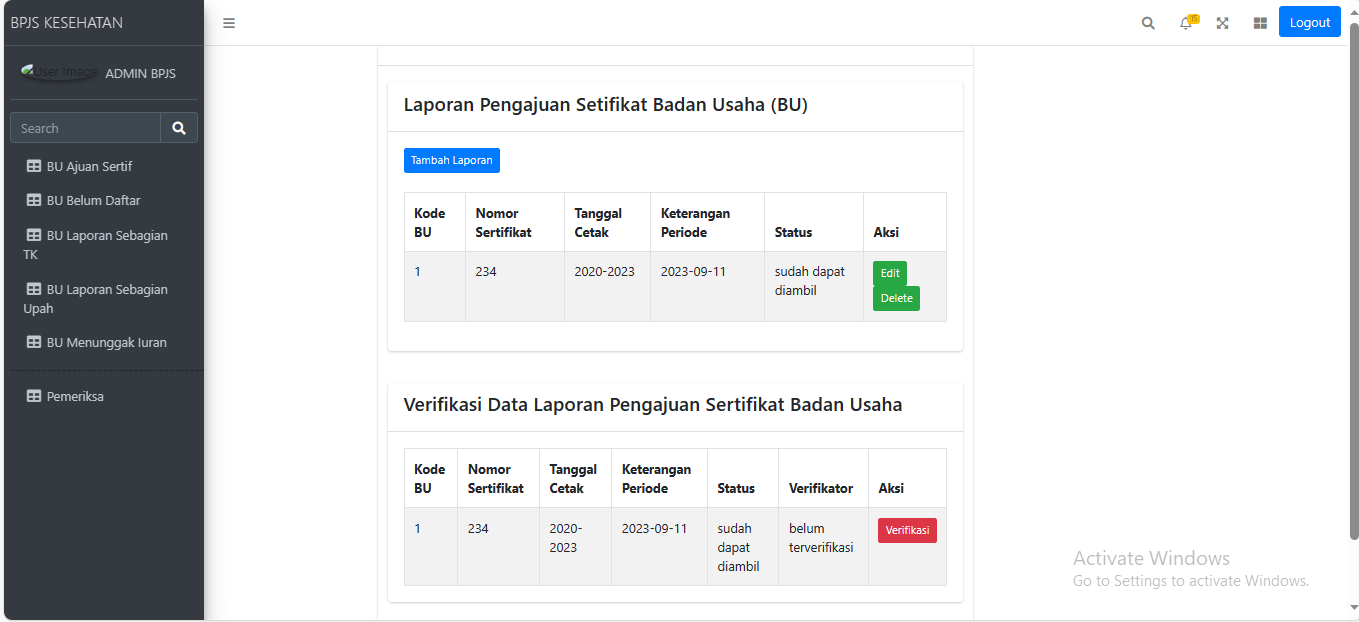 BPJS KESEHATAN
15
Logout
User Image
ADMIN BPJS
Search
BU Ajuan Sertif
BU Belum Daftar
BU Laporan Sebagian
TK
BU Laporan Sebagian
Upah
BU Menunggak Iuran
Pemeriksa
Laporan Pengajuan Setifikat Badan Usaha (BU)
Tambah Laporan
Kode BU Nomor Sertifikat Tanggal Cetak Keterangan Periode Status Aksi
1 234 2020-2023 2023-09-11 sudah dapat diambil Edit
Delete
Verifikasi Data Laporan Pengajuan Sertifikat Badan Usaha
Kode BU Nomor Sertifikat Tanggal Cetak Keterangan Periode Status Verifikator Aksi
1 234 2020-2023 2023-09-11 sudah dapat diambil belum terverifikasi Verifikasi
Activate Windows
Go to Settings to activate Windows.